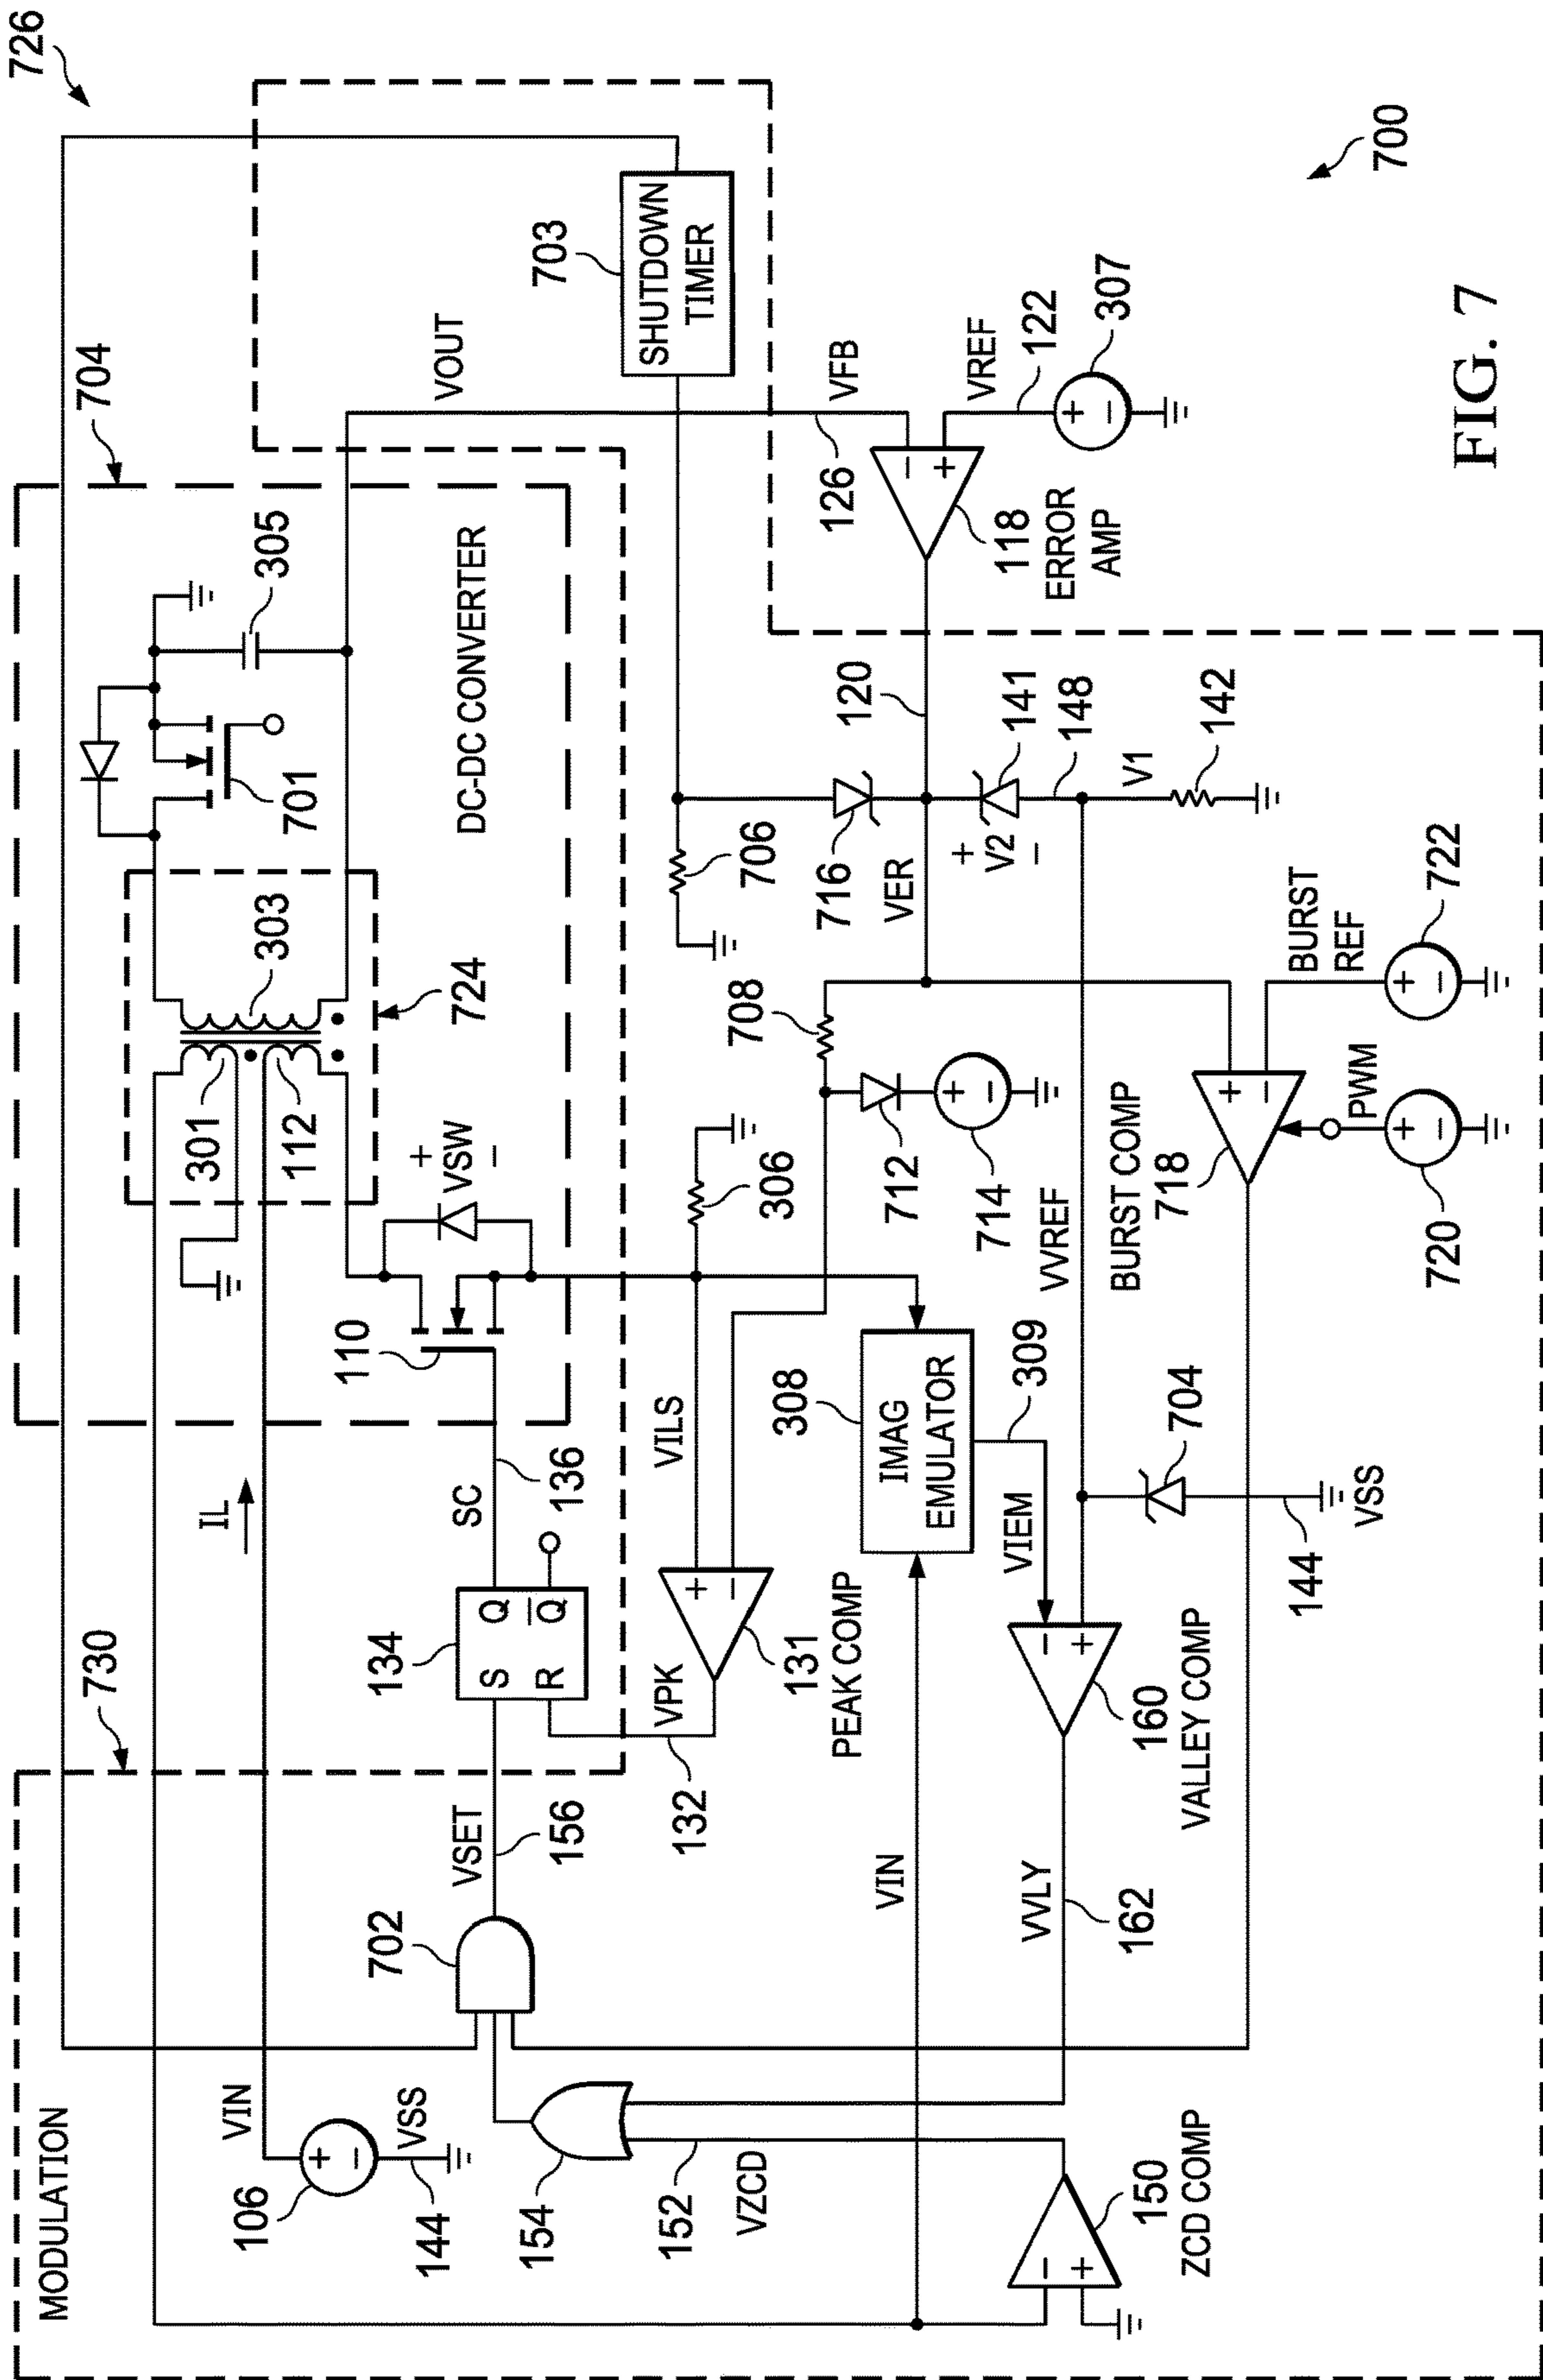 726
704
DC-DC CONVERTER
305
701
303
724
301
112
+
VSW
−
110
VOUT
703
SHUTDOWN
TIMER
706
716
VER
120
+
V2
−
141
148
V1
142
VFB
126
−
+
118
ERROR
AMP
VREF
122
+
−
307
700
FIG. 7
730
MODULATION
IL
SC
136
134
S
Q
R
Q
VSET
156
702
VPK
132
VILS
+
−
131
PEAK COMP
306
708
712
+
−
714
308
IMAG
EMULATOR
309
VIEM
VVREF
−
+
160
VALLEY COMP
704
144
VSS
BURST COMP
718
+
−
BURST
REF
+
−
722
PWM
+
−
720
VIN
106
+
−
VSS
144
154
152
VZCD
VIN
VVLY
162
−
+
150
ZCD COMP